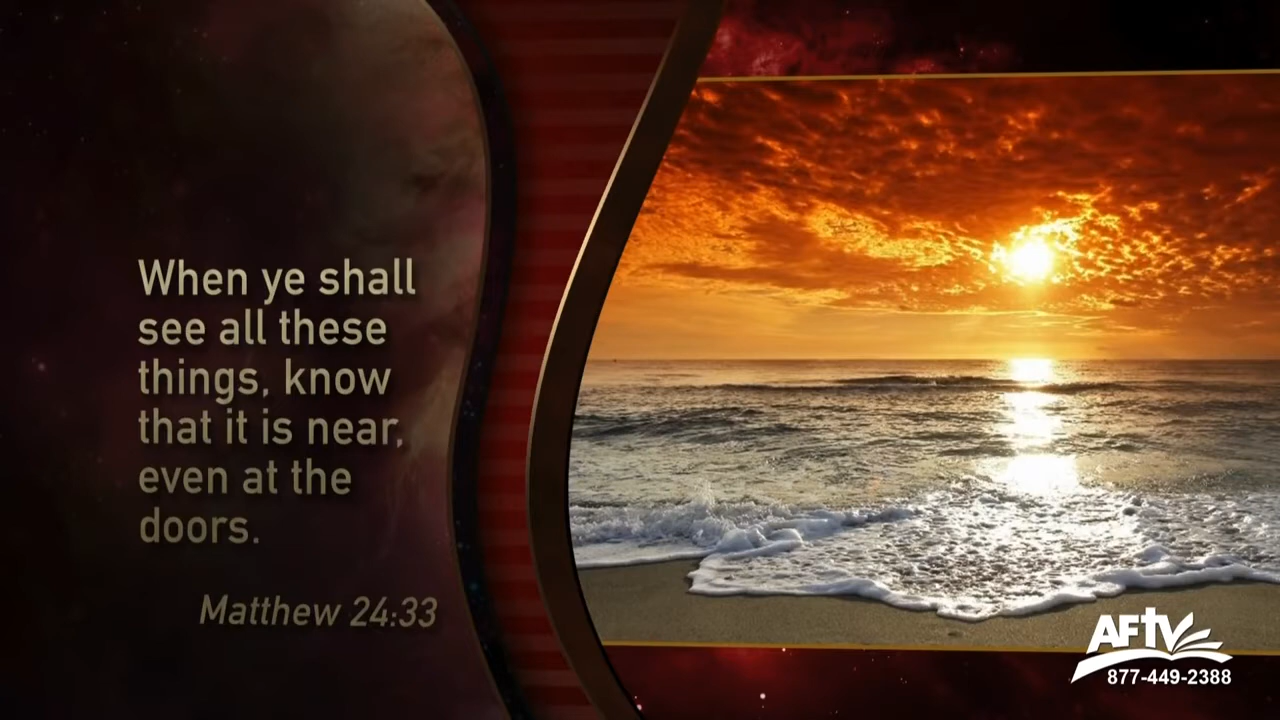 When ye shall
see all these
things, know
that it is near,
even at the
doors.
Matthew 24:33
AFtv
877-449-2388